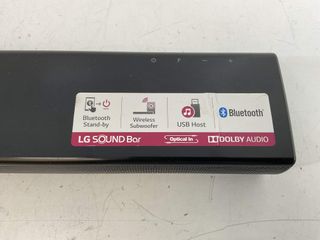 Bluetooth
Stand-by
Wireless
Subwoofer
USB Host
Bluetooth®
LG SOUND Bar
Optical In
DOLBY AUDIO